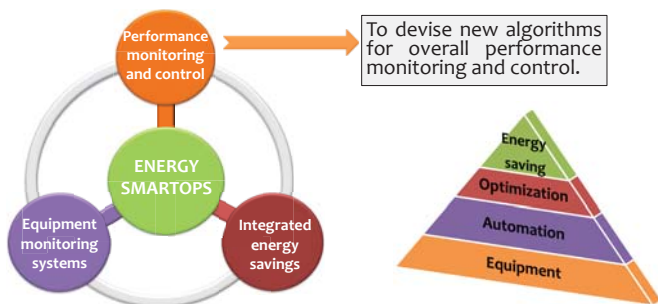 Performance
monitoring
and control
To devise new algorithms
for overall performance
monitoring and control.
ENERGY
SMARTOPS
Equipment
monitoring
systems
Integrated
energy
savings
Energy
saving
Optimization
Automation
Equipment